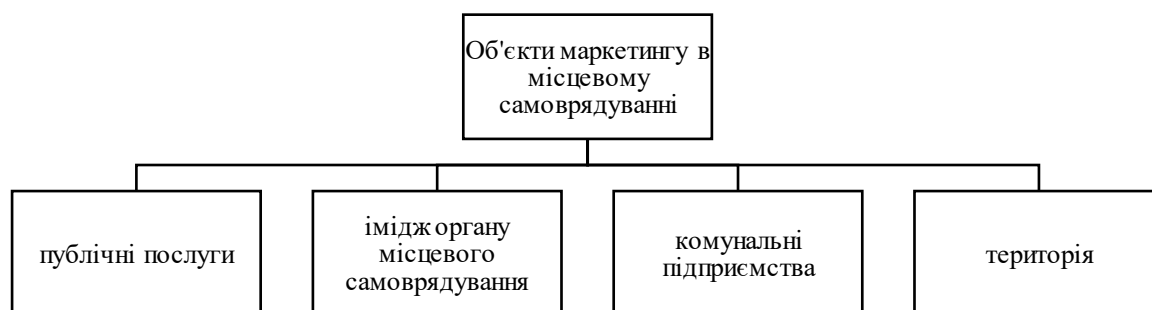 Об'єкти маркетингу в
місцевому
самоврядуванні
публічні послуги
імідж органу
місцевого
самоврядування
комунальні
підприємства
територія